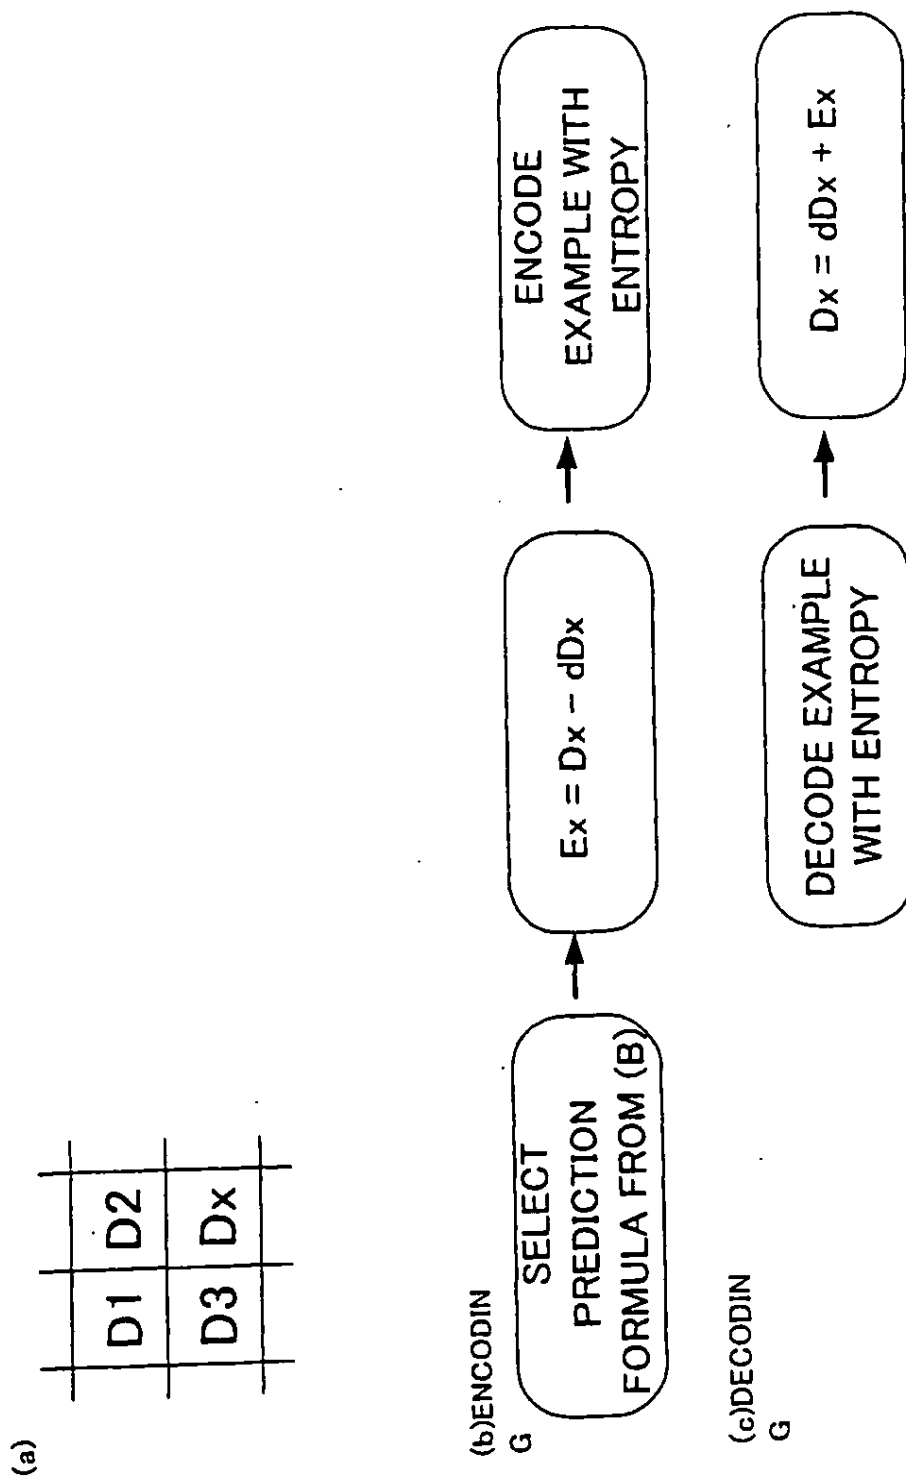 (a)
D1 D2
D3 Dx
(b)ENCODIN
G
SELECT
PREDICTION
FORMULA FROM (B)
Ex = Dx - dDx
ENCODE
EXAMPLE WITH
ENTROPY
(c)DECODIN
G
DECODE EXAMPLE
WITH ENTROPY
Dx = dDx + Ex